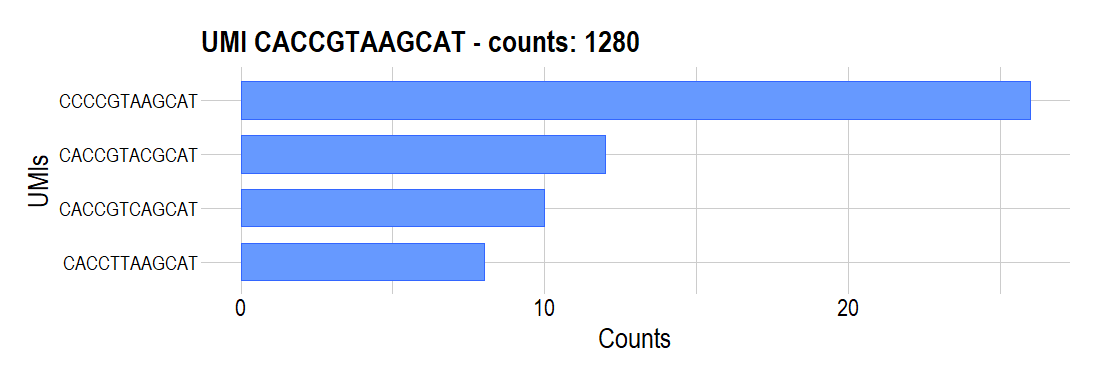 UMI CACCGTAAGCAT - counts: 1280
UMIs
CCCCGTAAGCAT
CACCGTACGCAT
CACCGTCAGCAT
CACCTTAAGCAT
0 10 20
Counts